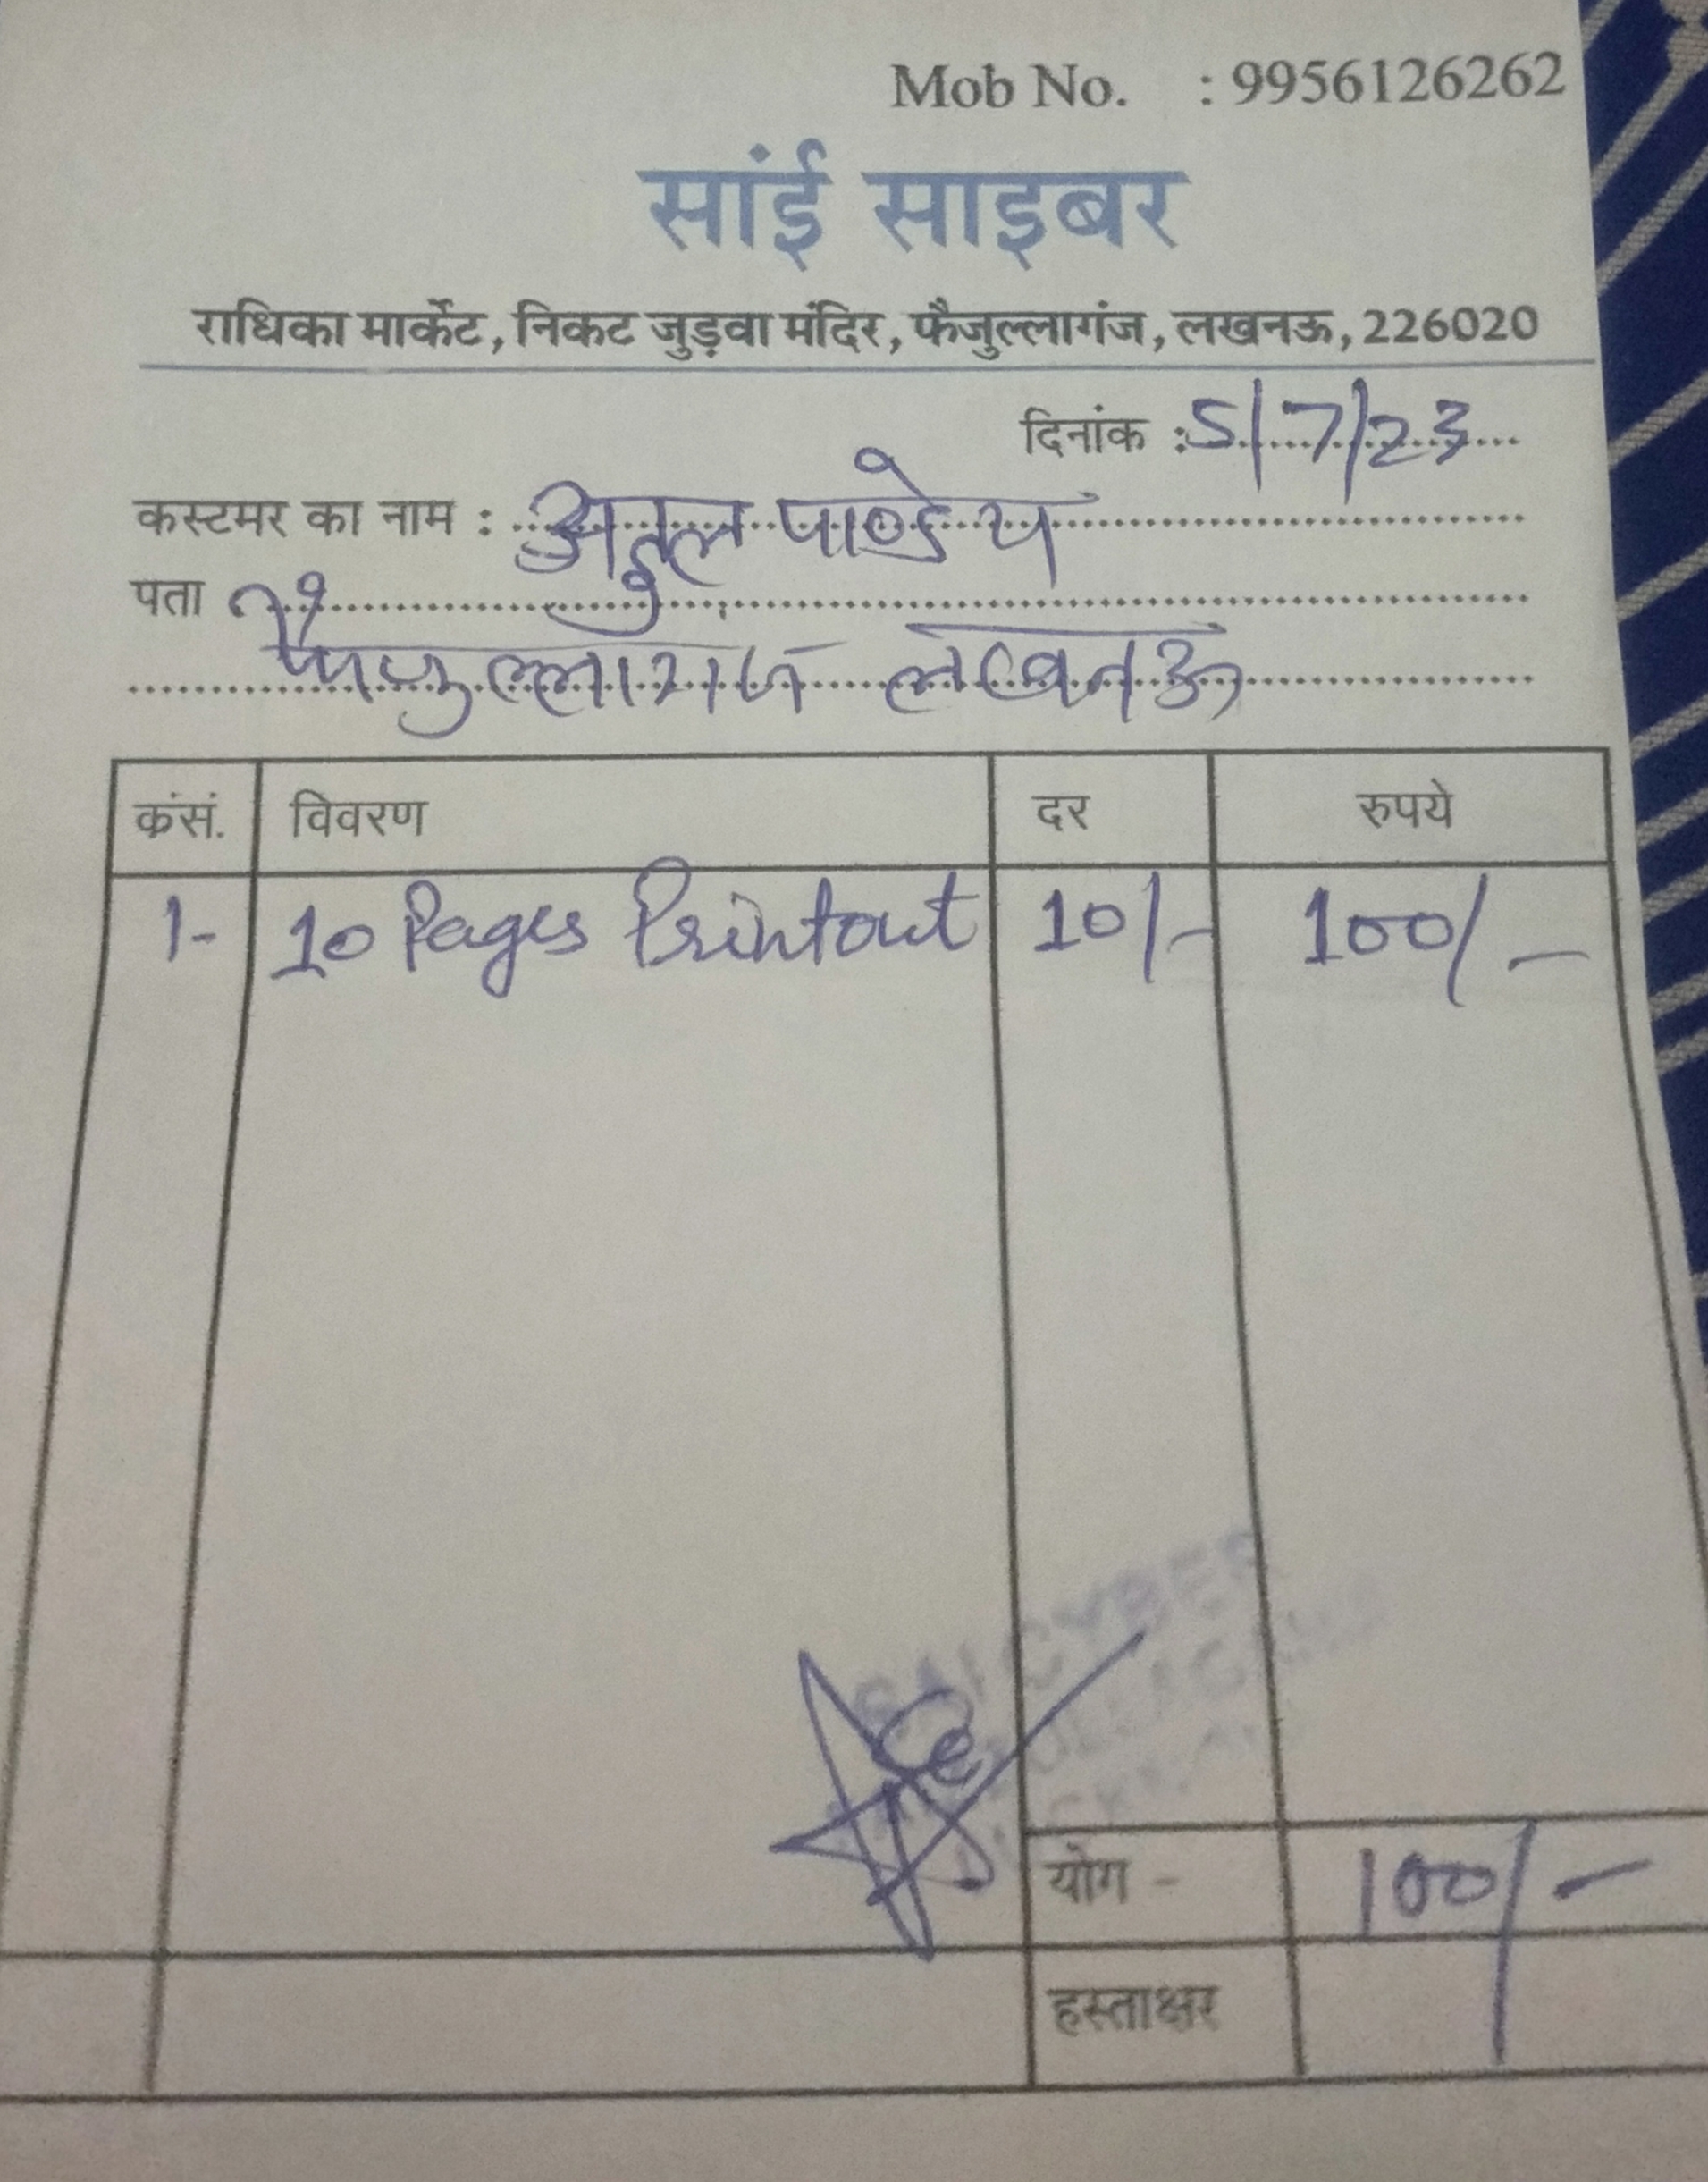 Mob No. : 9956126262
सांई साइबर
राधिका मार्केट, निकट जुड़वा मंदिर, फैजुल्लागंज, लखनऊ, 226020
दिनांक : 5/7/23
कस्टमर का नाम : अतुल पाण्डेय
पता
फैजुल्लागंज लखनऊ
कंसं. विवरण दर रुपये
1- 10 Pages Printout 10/- 100/-
SAI CYBER
योग - 100/-
हस्ताक्षर